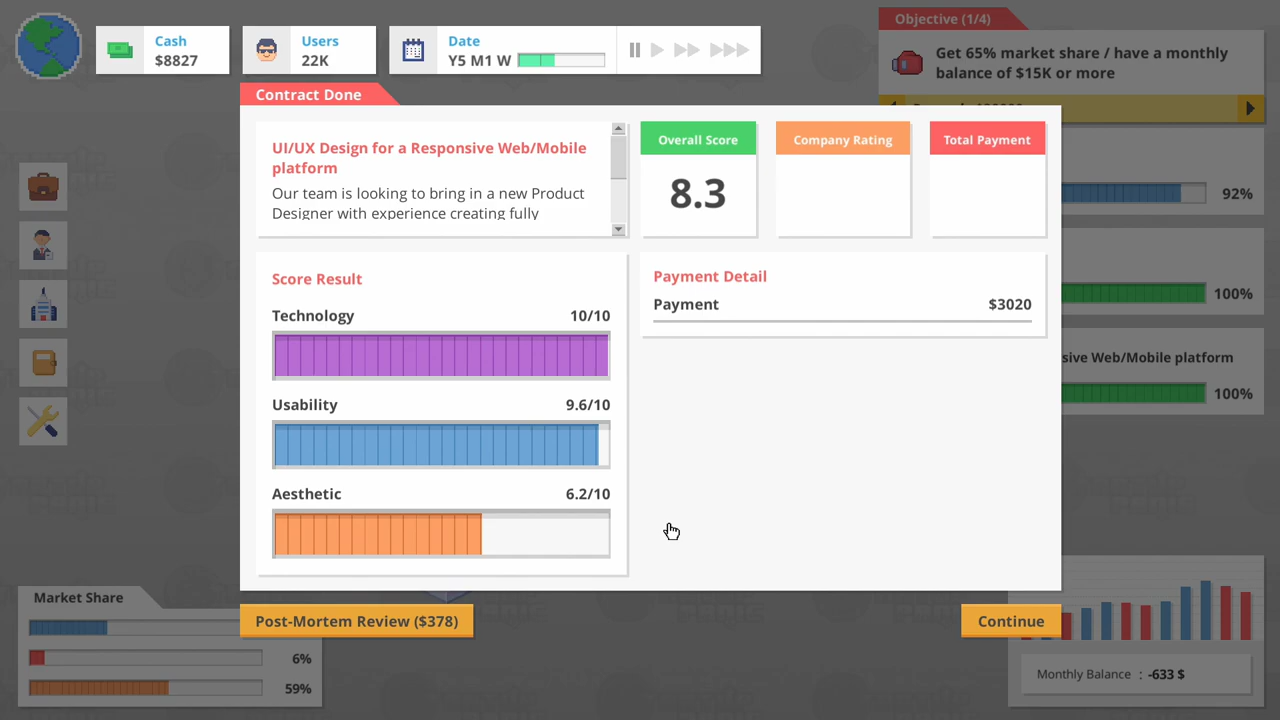 Cash
$8827
Users
22K
Date
Y5 M1 W
Objective (1/4)
Get 65% market share / have a monthly
balance of $15K or more
Contract Done
UI/UX Design for a Responsive Web/Mobile
platform
Our team is looking to bring in a new Product
Designer with experience creating fully
Overall Score
8.3
Company Rating
Total Payment
92%
Score Result
Technology 10/10
Usability 9.6/10
Aesthetic 6.2/10
Payment Detail
Payment $3020
100%
sive Web/Mobile platform
100%
Post-Mortem Review ($378)
Continue
Market Share
6%
59%
Monthly Balance : -633 $